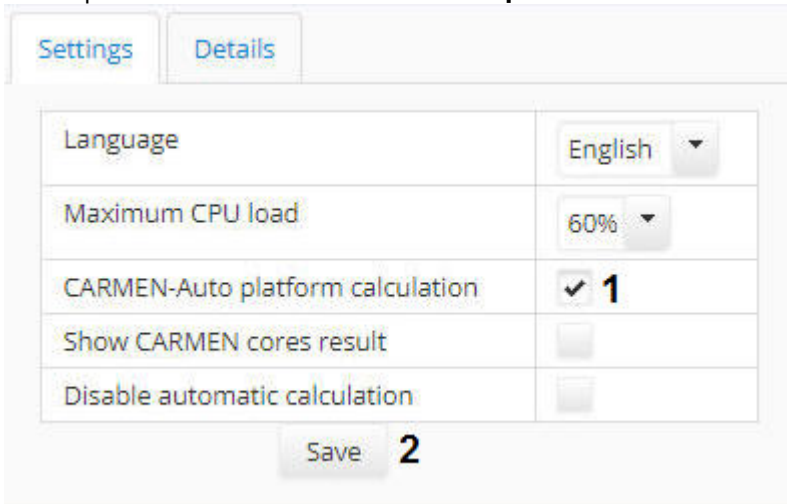 Settings Details
Language English
Maximum CPU load 60%
CARMEN-Auto platform calculation 1
Show CARMEN cores result
Disable automatic calculation
Save 2